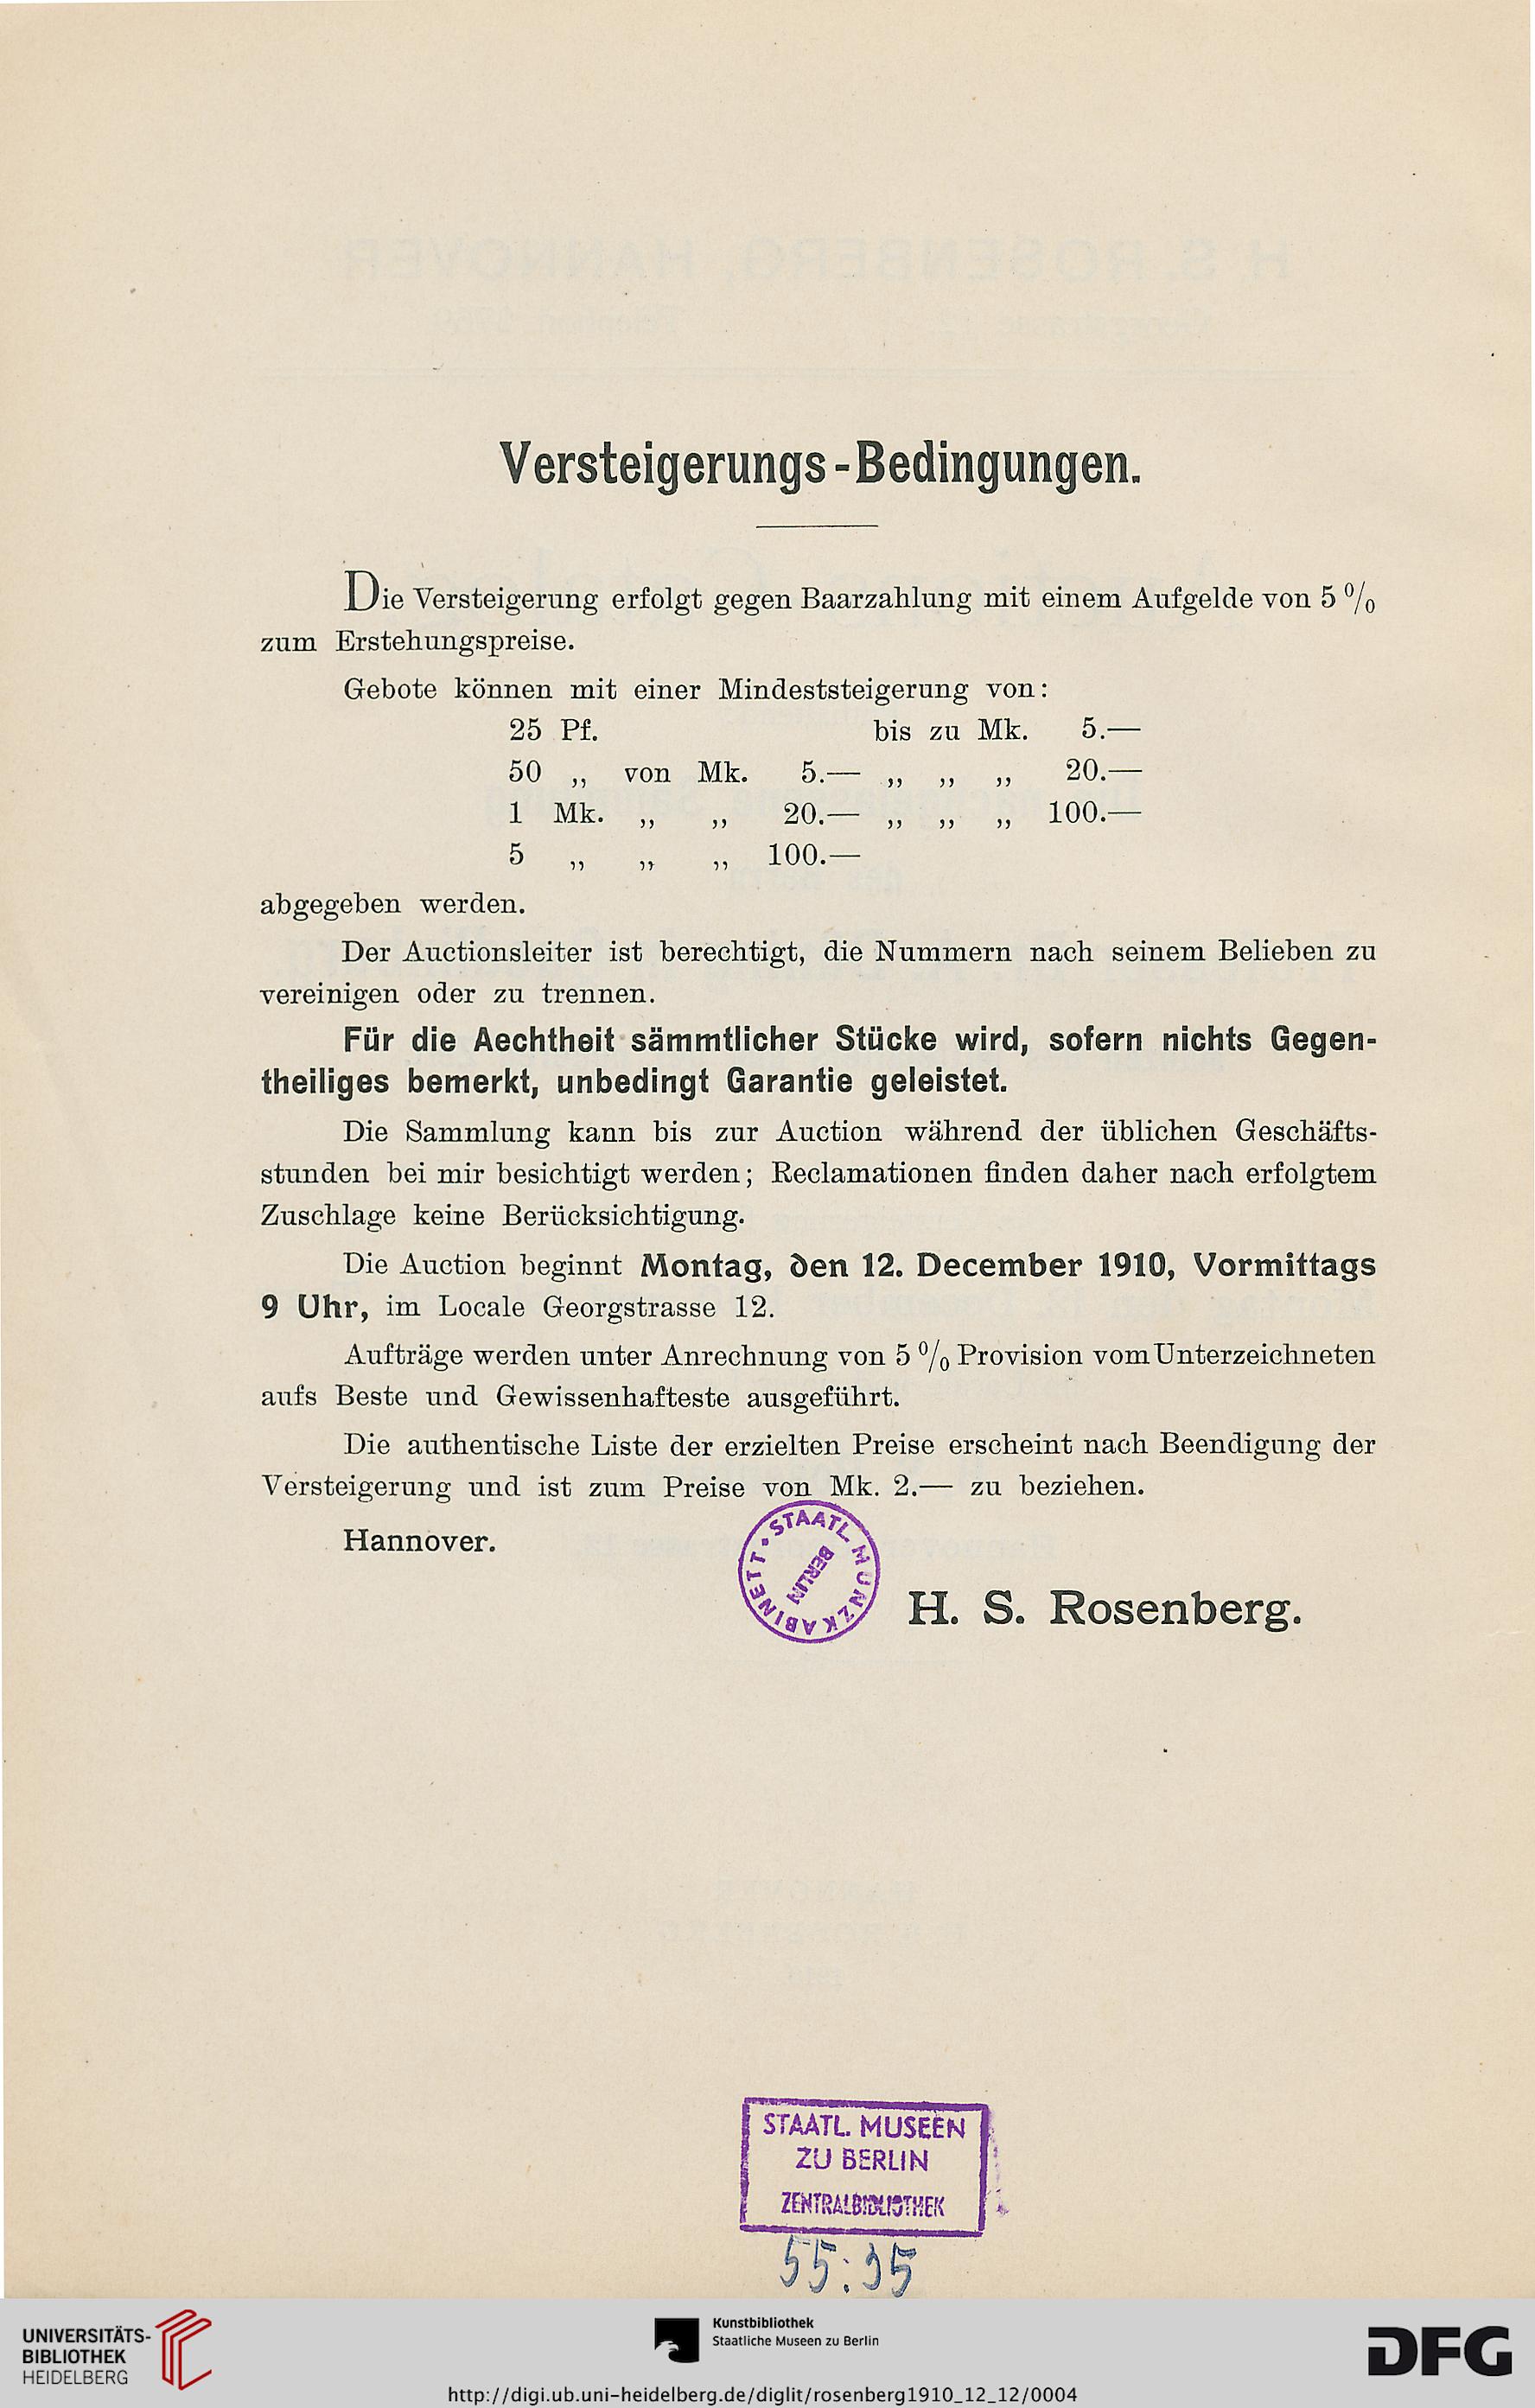 Versteigerungs-Bedingungen.
Die Versteigerung erfolgt gegen Baarzahlung mit einem Aufgelde von 5 %
zum Erstehungspreise.
Gebote können mit einer Mindeststeigerung von:
25 Pf. bis zu Mk. 5.—
50 „ von Mk. 5.— „ „ „ 20.—
1 Mk. „ „ 20.— „ „ „ 100.—
5 „ „ „ 100.—
abgegeben werden.
Der Auctionsleiter ist berechtigt, die Nummern nach seinem Belieben zu
vereinigen oder zu trennen.
Für die Aechtheit sämmtlicher Stücke wird, sofern nichts Gegen-
theiliges bemerkt, unbedingt Garantie geleistet.
Die Sammlung kann bis zur Auction während der üblichen Geschäfts-
stunden bei mir besichtigt werden; Reclamationen finden daher nach erfolgtem
Zuschlage keine Berücksichtigung.
Die Auction beginnt Montag, den 12. December 1910, Vormittags
9 Uhr, im Locale Georgstrasse 12.
Aufträge werden unter Anrechnung von 5 % Provision vom Unterzeichneten
aufs Beste und Gewissenhafteste ausgeführt.
Die authentische Liste der erzielten Preise erscheint nach Beendigung der
Versteigerung und ist zum Preise von Mk. 2.— zu beziehen.
Hannover.
STAATL. MÜNZKABINETT •
BERLIN
H. S. Rosenberg.
STAATL. MUSEEN
ZU BERLIN
ZENTRALBIBLIOTHEK
UNIVERSITÄTS-
BIBLIOTHEK
HEIDELBERG
Kunstbibliothek
Staatliche Museen zu Berlin
DFG
http://digi.ub.uni-heidelberg.de/diglit/rosenberg1910_12_12/0004